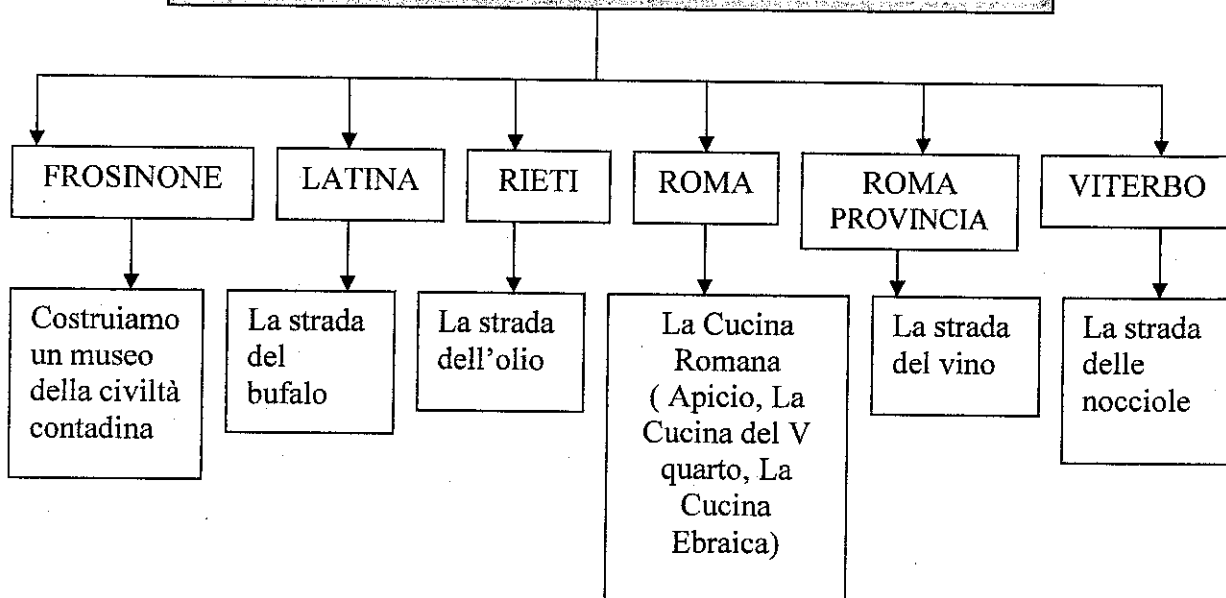 FROSINONE
LATINA
RIETI
ROMA
ROMA
PROVINCIA
VITERBO
Costruiamo
un museo
della civiltà
contadina
La strada
del
bufalo
La strada
dell'olio
La Cucina
Romana
( Apicio, La
Cucina del V
quarto, La
Cucina
Ebraica)
La strada
del vino
La strada
delle
nocciole